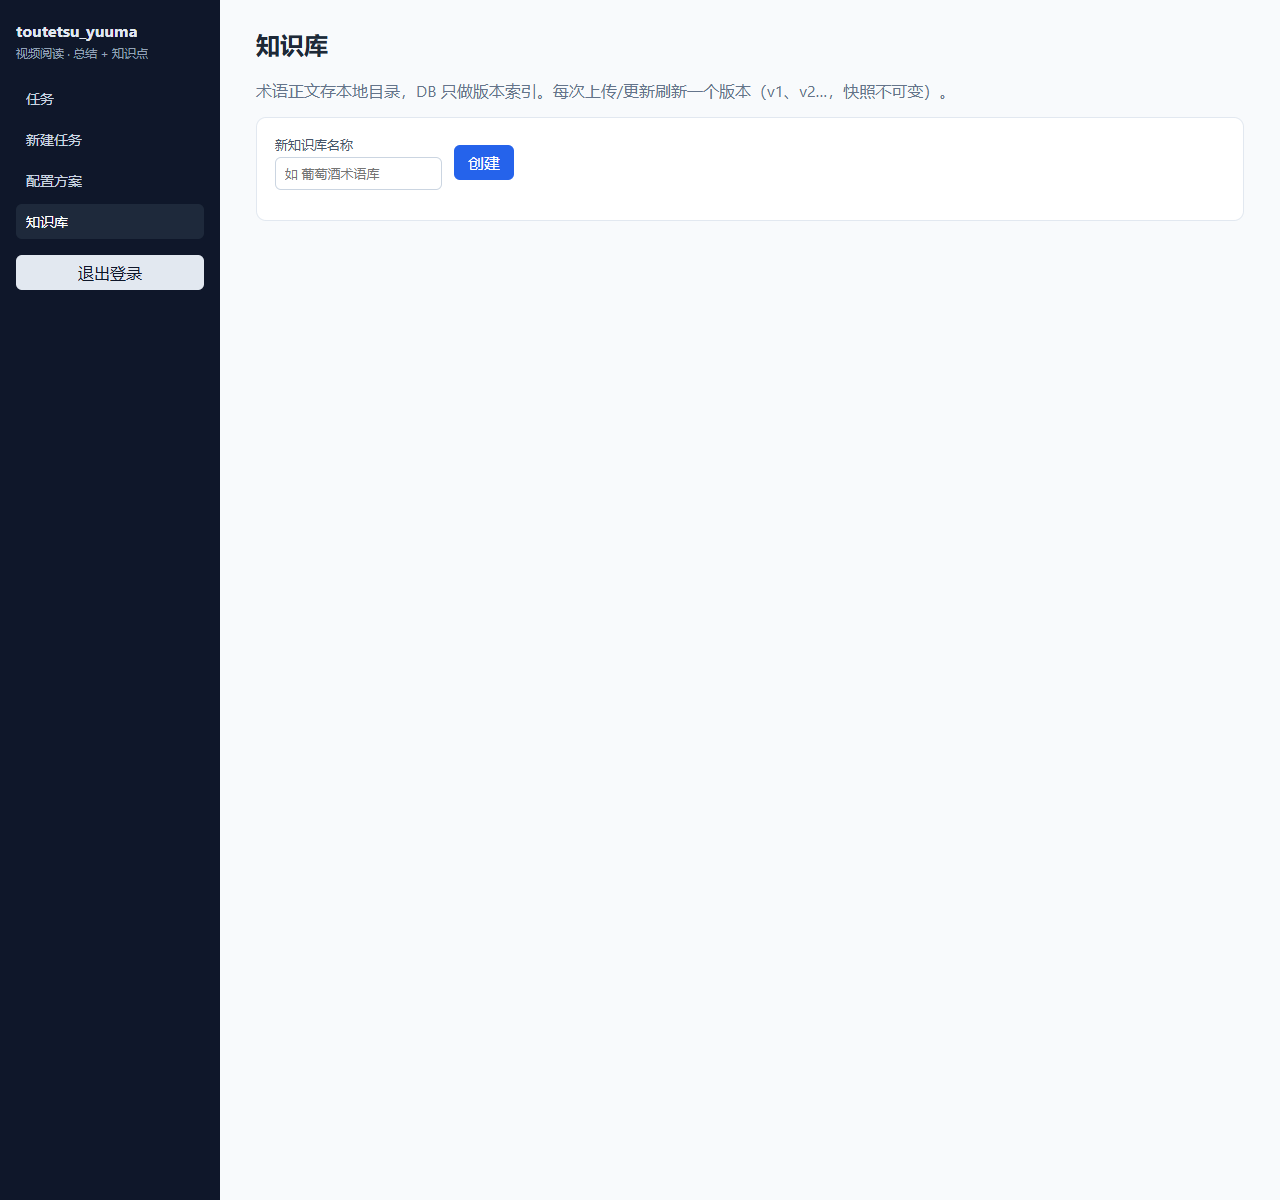 toutetsu_yuuma
视频阅读 · 总结 + 知识点
任务
新建任务
配置方案
知识库
退出登录
知识库
术语正文存本地目录，DB 只做版本索引。每次上传/更新刷新一个版本（v1、v2…，快照不可变）。
新知识库名称
如 葡萄酒术语库
创建